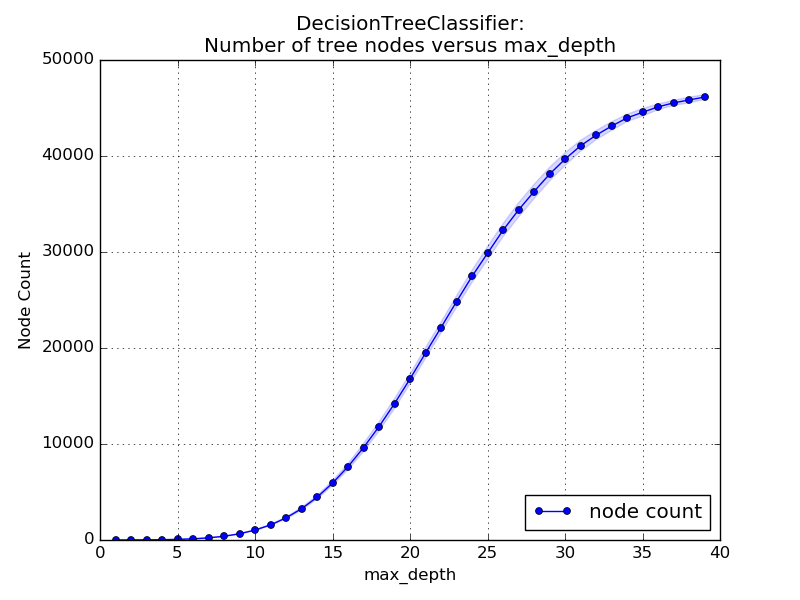 DecisionTreeClassifier:
Number of tree nodes versus max_depth
50000
40000
30000
20000
10000
0
Node Count
node count
0 5 10 15 20 25 30 35 40
max_depth